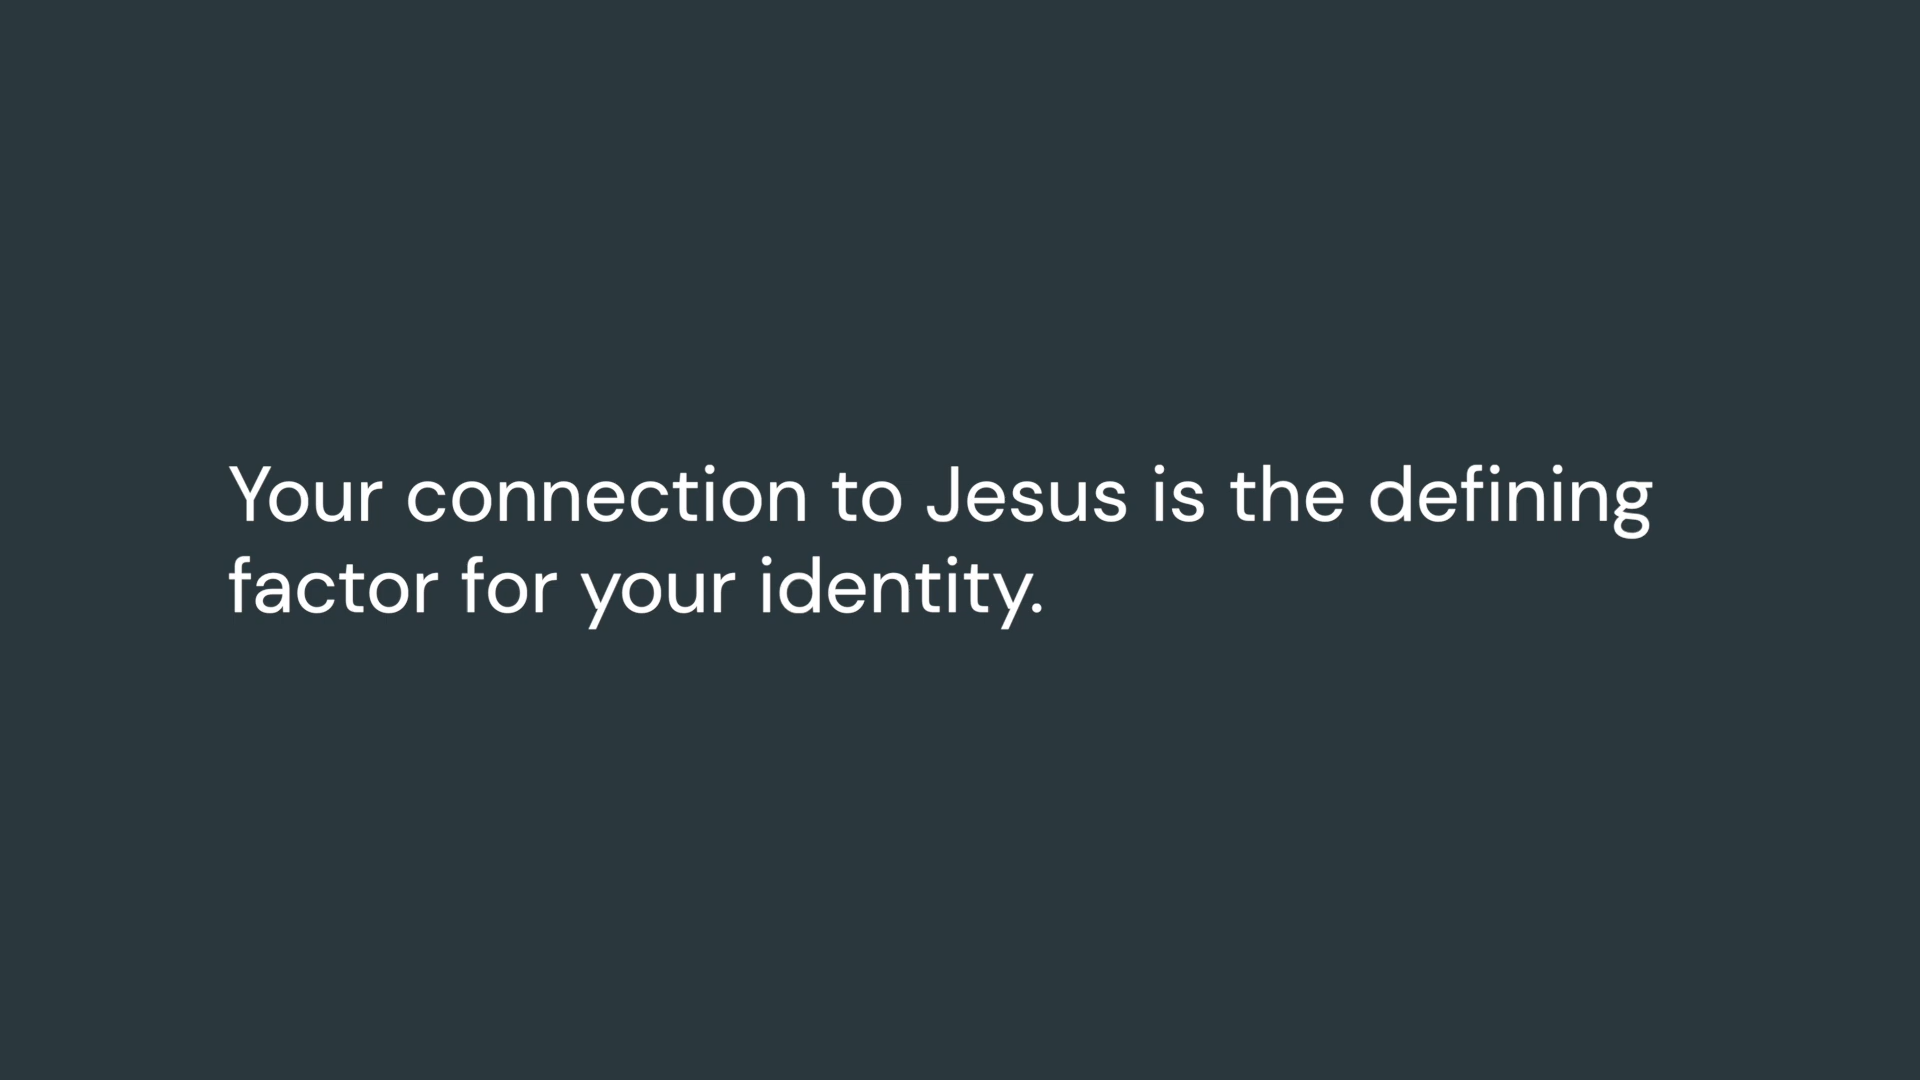 Your connection to Jesus is the defining
factor for your identity.